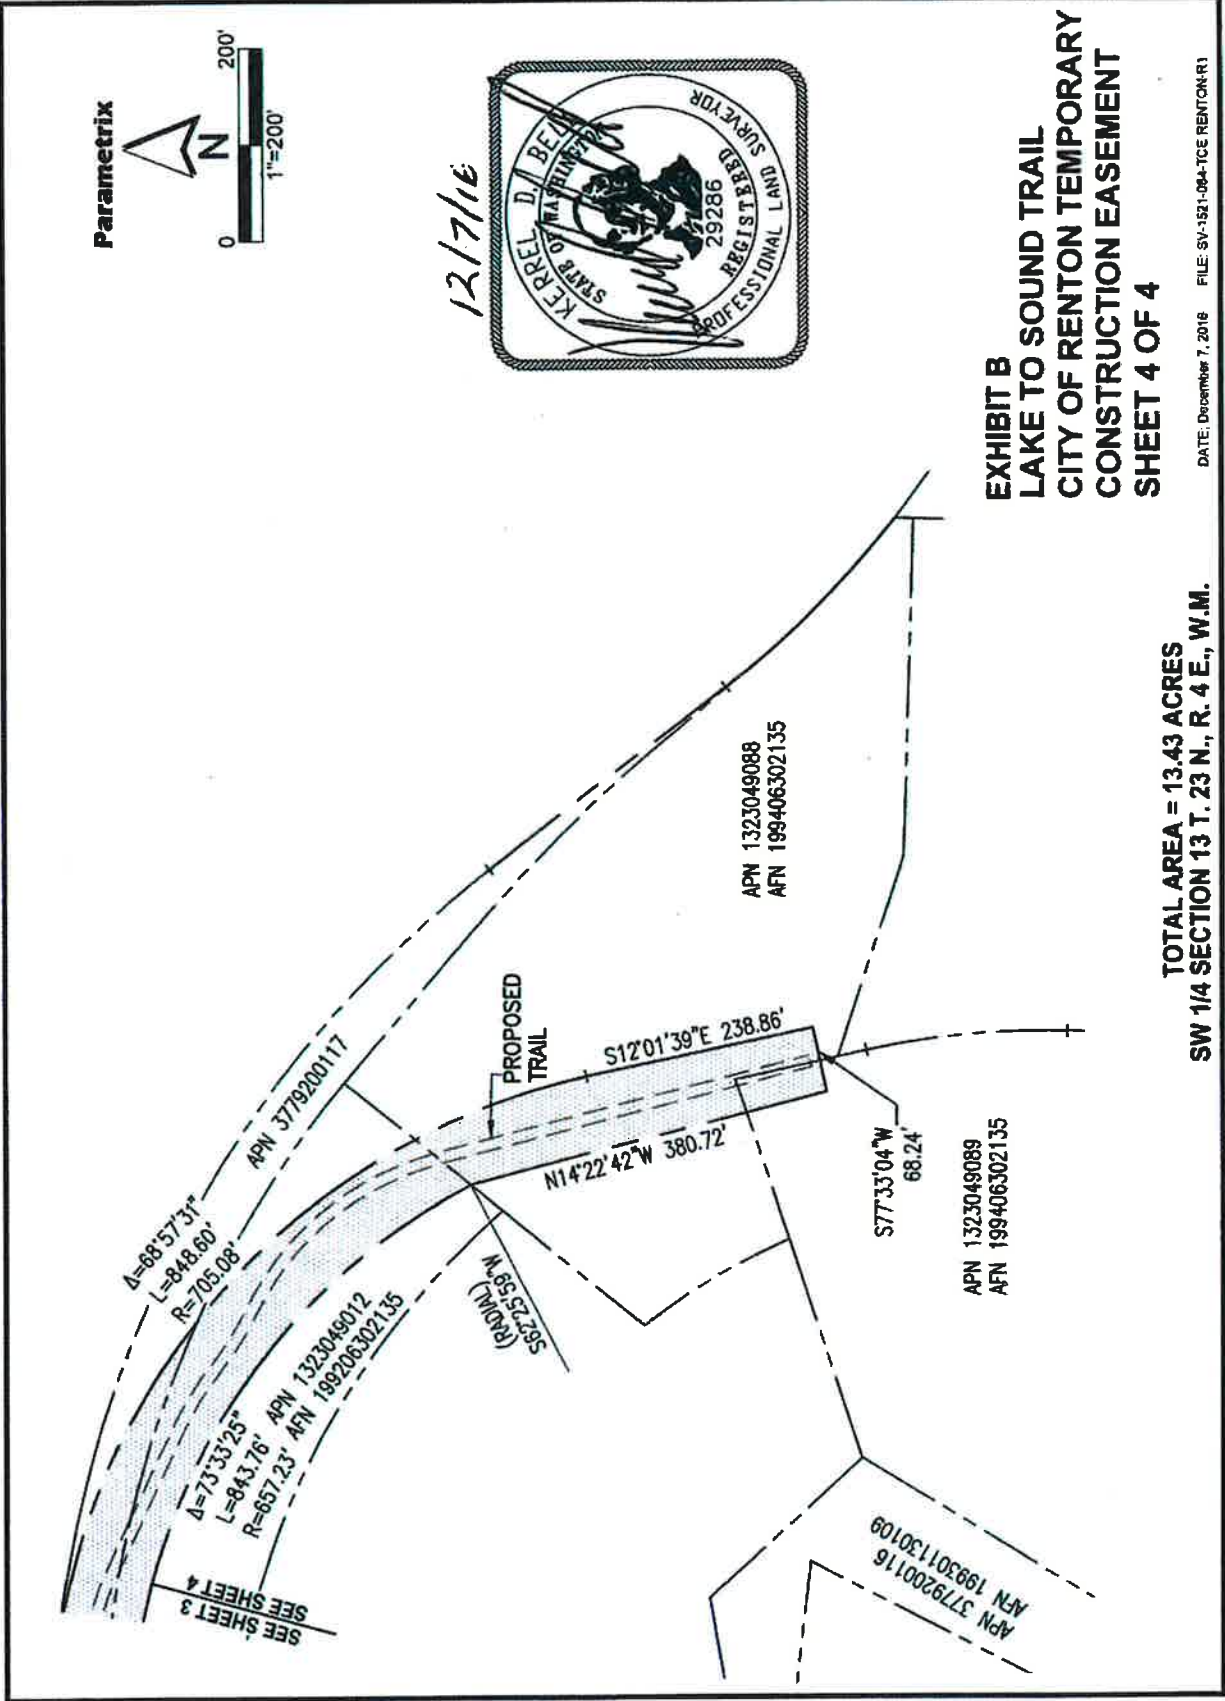 Parametrix
N
0
200'
1"=200'
12/7/16
KERREL D. BELL
STATE OF WASHINGTON
29286
REGISTERED
PROFESSIONAL LAND SURVEYOR
Δ=68°57'31"
L=848.60'
R=705.08'
APN 3779200117
Δ=73°33'25"
L=843.76'
R=657.23'
APN 1323049012
AFN 199206302135
SEE SHEET 3
SEE SHEET 4
PROPOSED
TRAIL
S12°01'39"E 238.86'
N14°22'42"W 380.72'
S62°25'59"W
(RADIAL)
S77°33'04"W
68.24'
APN 1323049088
AFN 199406302135
APN 1323049089
AFN 199406302135
APN 3779200116
AFN 199301130109
EXHIBIT B
LAKE TO SOUND TRAIL
CITY OF RENTON TEMPORARY
CONSTRUCTION EASEMENT
SHEET 4 OF 4
TOTAL AREA = 13.43 ACRES
SW 1/4 SECTION 13 T. 23 N., R. 4 E., W.M.
DATE: December 7, 2016 FILE: SV-1521-084-TCE RENTON-R1